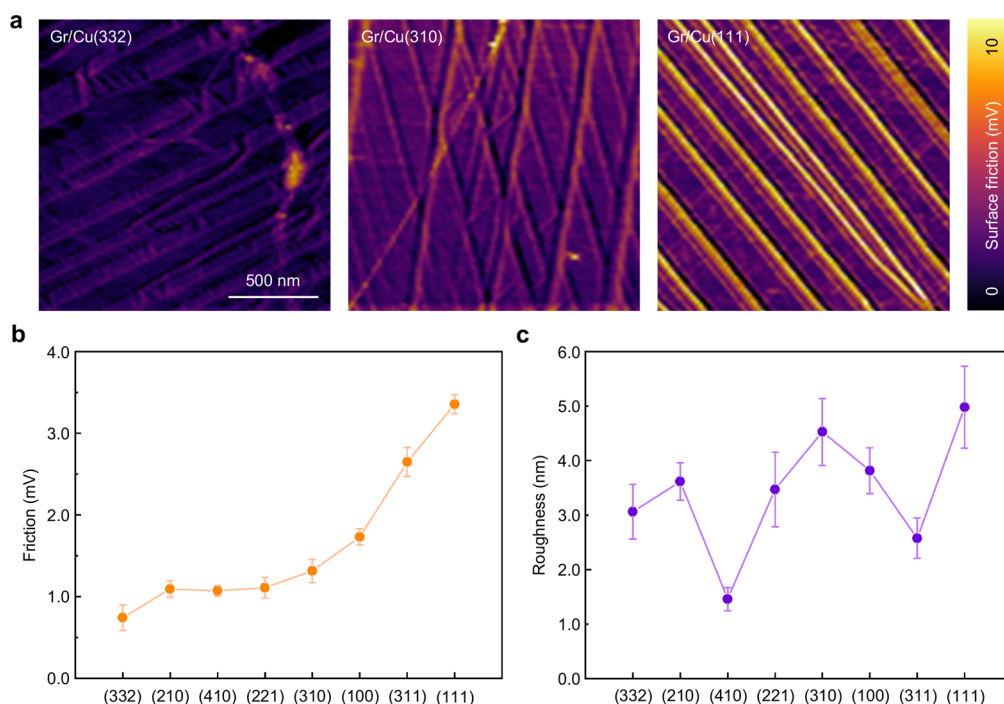 a
Gr/Cu(332)
Gr/Cu(310)
Gr/Cu(111)
500 nm
10
Surface friction (mV)
0
b
4.0
3.0
2.0
1.0
0.0
Friction (mV)
(332) (210) (410) (221) (310) (100) (311) (111)
c
6.0
5.0
4.0
3.0
2.0
1.0
0.0
Roughness (nm)
(332) (210) (410) (221) (310) (100) (311) (111)